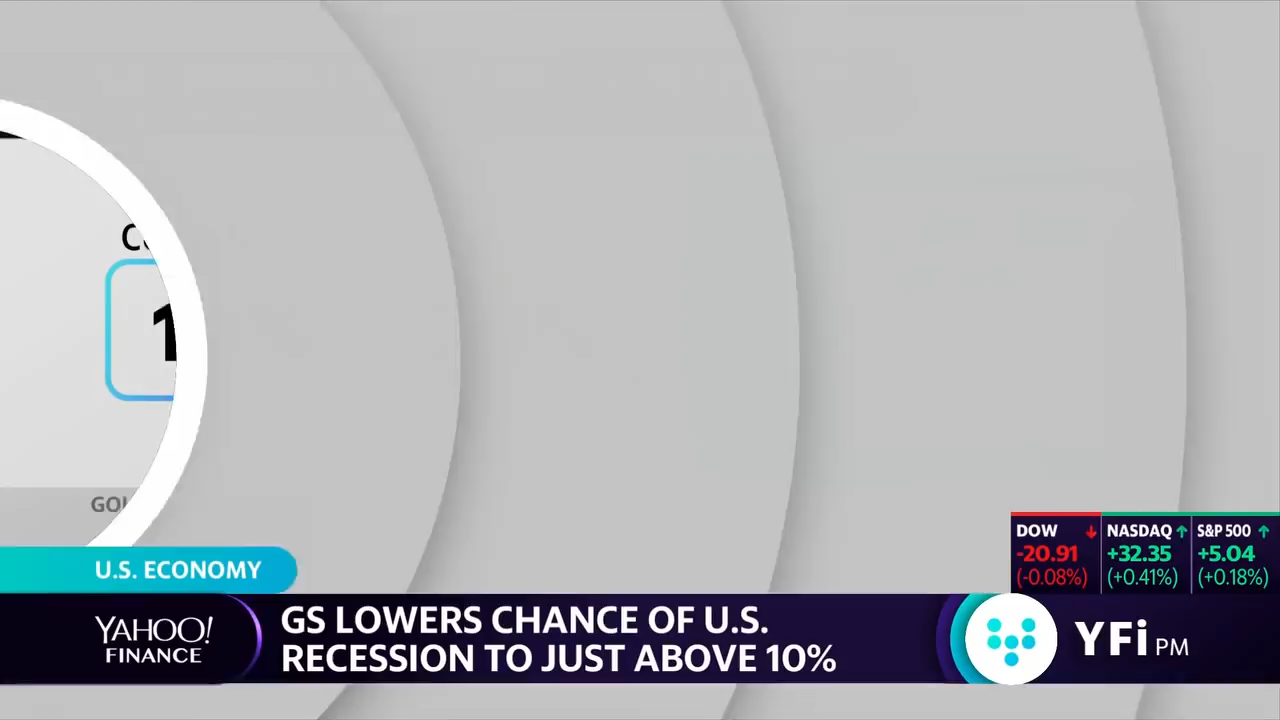 DOW
-20.91
(-0.08%)
NASDAQ
+32.35
(+0.41%)
S&P 500
+5.04
(+0.18%)
U.S. ECONOMY
YAHOO!
FINANCE
GS LOWERS CHANCE OF U.S.
RECESSION TO JUST ABOVE 10%
YFi PM